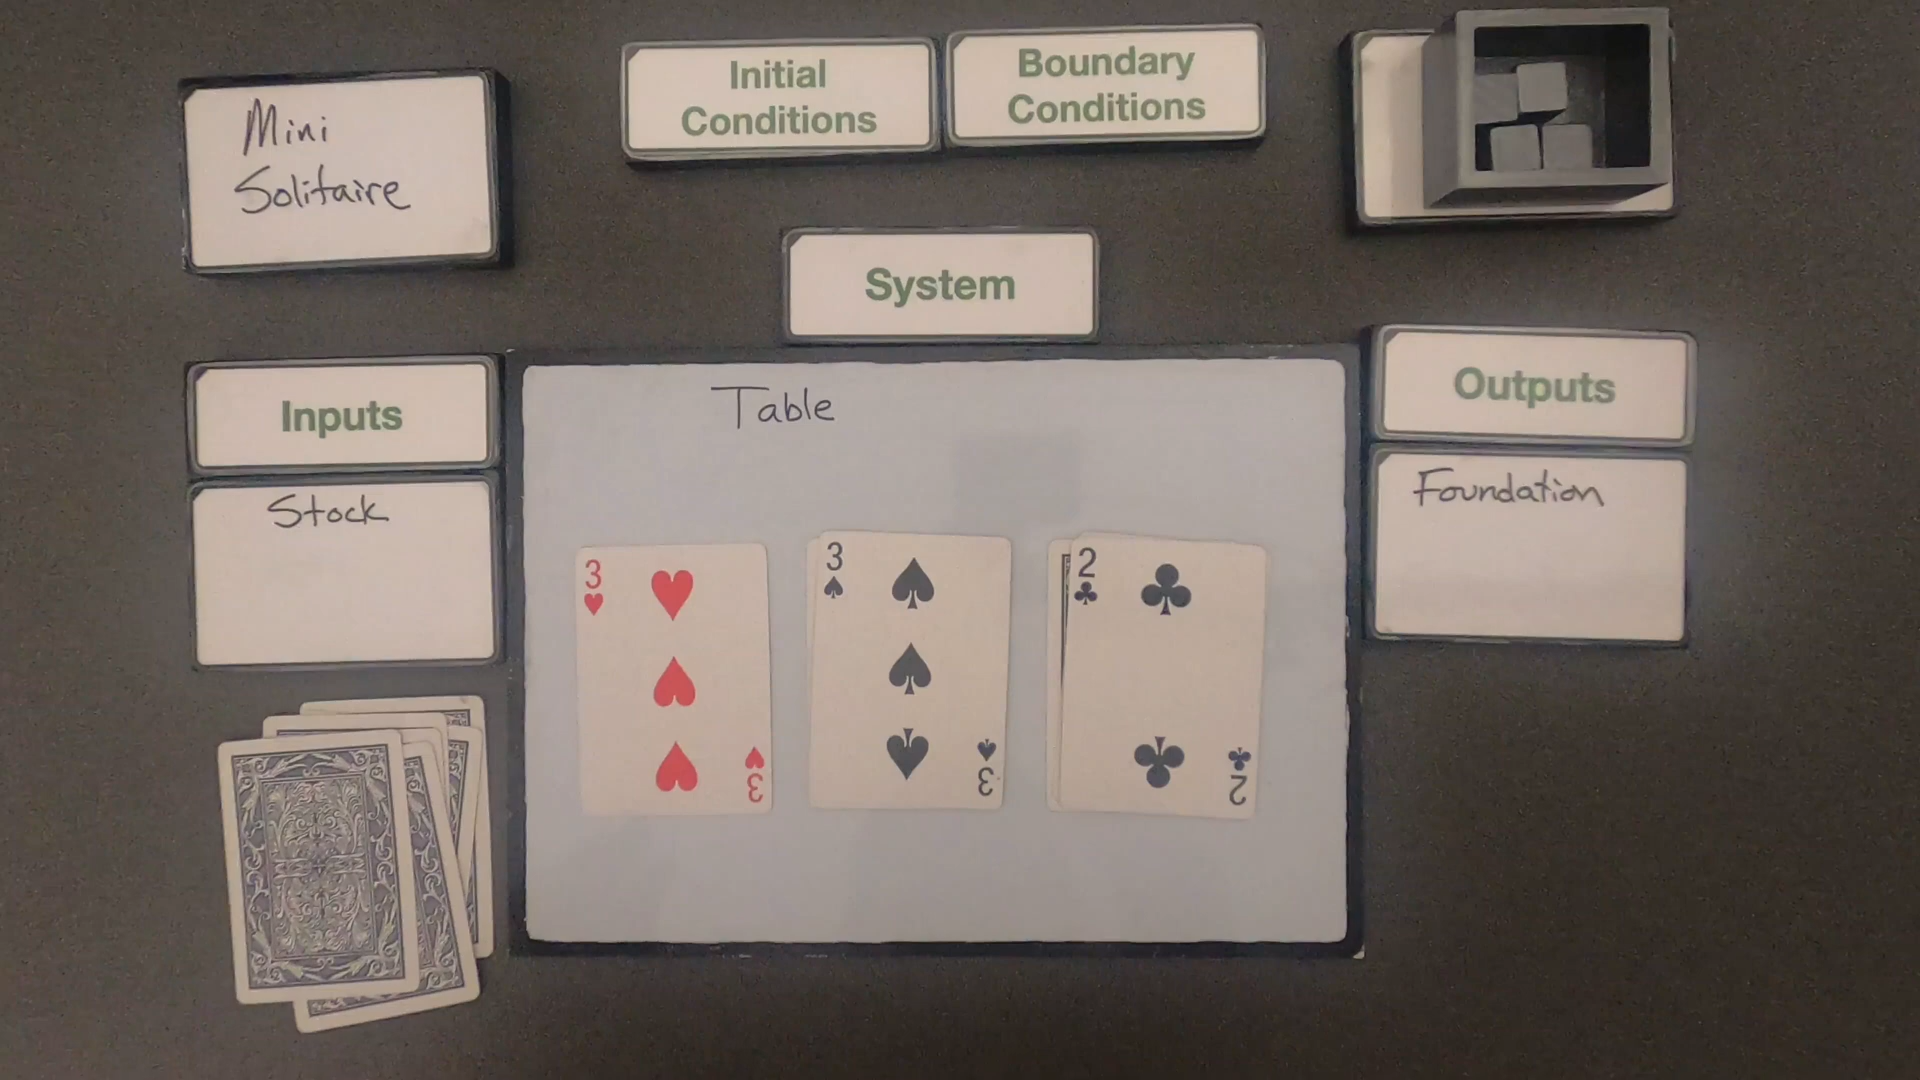 Mini
Solitaire
Initial
Conditions
Boundary
Conditions
System
Inputs
Stock
Table
Outputs
Foundation
3
3
3
3
2
2